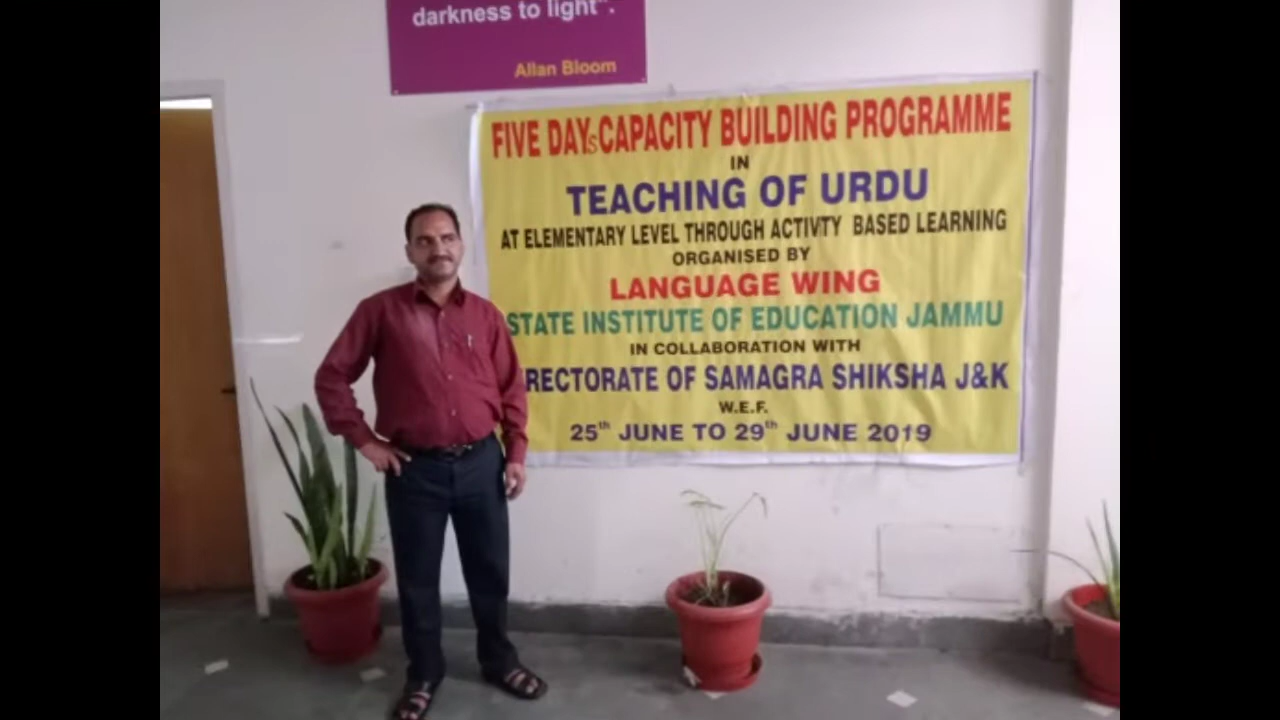 darkness to light".
Allan Bloom
FIVE DAYs CAPACITY BUILDING PROGRAMME
IN
TEACHING OF URDU
AT ELEMENTARY LEVEL THROUGH ACTIVITY BASED LEARNING
ORGANISED BY
LANGUAGE WING
STATE INSTITUTE OF EDUCATION JAMMU
IN COLLABORATION WITH
RECTORATE OF SAMAGRA SHIKSHA J&K
W.E.F.
25th JUNE TO 29th JUNE 2019